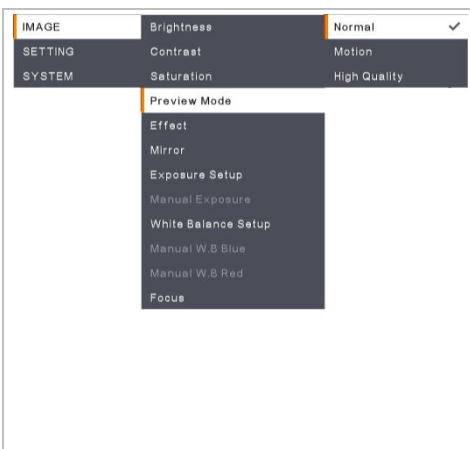 IMAGE
SETTING
SYSTEM
Brightness
Contrast
Saturation
Preview Mode
Effect
Mirror
Exposure Setup
Manual Exposure
White Balance Setup
Manual W.B Blue
Manual W.B Red
Focus
Normal
Motion
High Quality